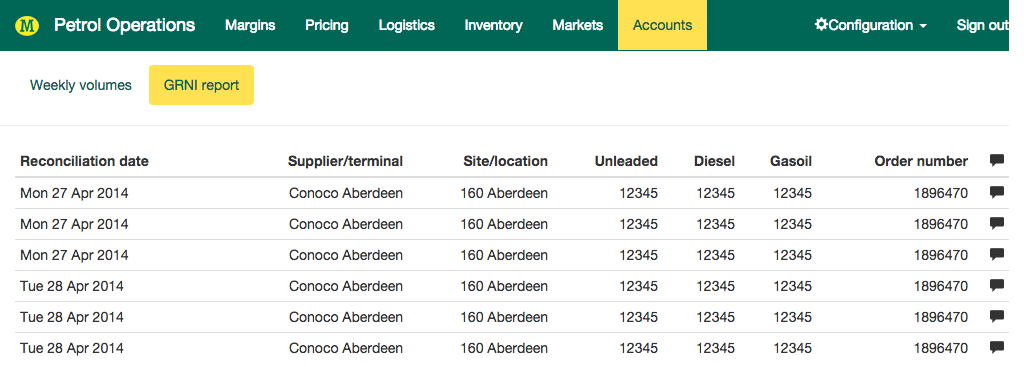 M Petrol Operations Margins Pricing Logistics Inventory Markets Accounts Configuration Sign out
Weekly volumes GRNI report
Reconciliation date Supplier/terminal Site/location Unleaded Diesel Gasoil Order number
Mon 27 Apr 2014 Conoco Aberdeen 160 Aberdeen 12345 12345 12345 1896470
Mon 27 Apr 2014 Conoco Aberdeen 160 Aberdeen 12345 12345 12345 1896470
Mon 27 Apr 2014 Conoco Aberdeen 160 Aberdeen 12345 12345 12345 1896470
Tue 28 Apr 2014 Conoco Aberdeen 160 Aberdeen 12345 12345 12345 1896470
Tue 28 Apr 2014 Conoco Aberdeen 160 Aberdeen 12345 12345 12345 1896470
Tue 28 Apr 2014 Conoco Aberdeen 160 Aberdeen 12345 12345 12345 1896470